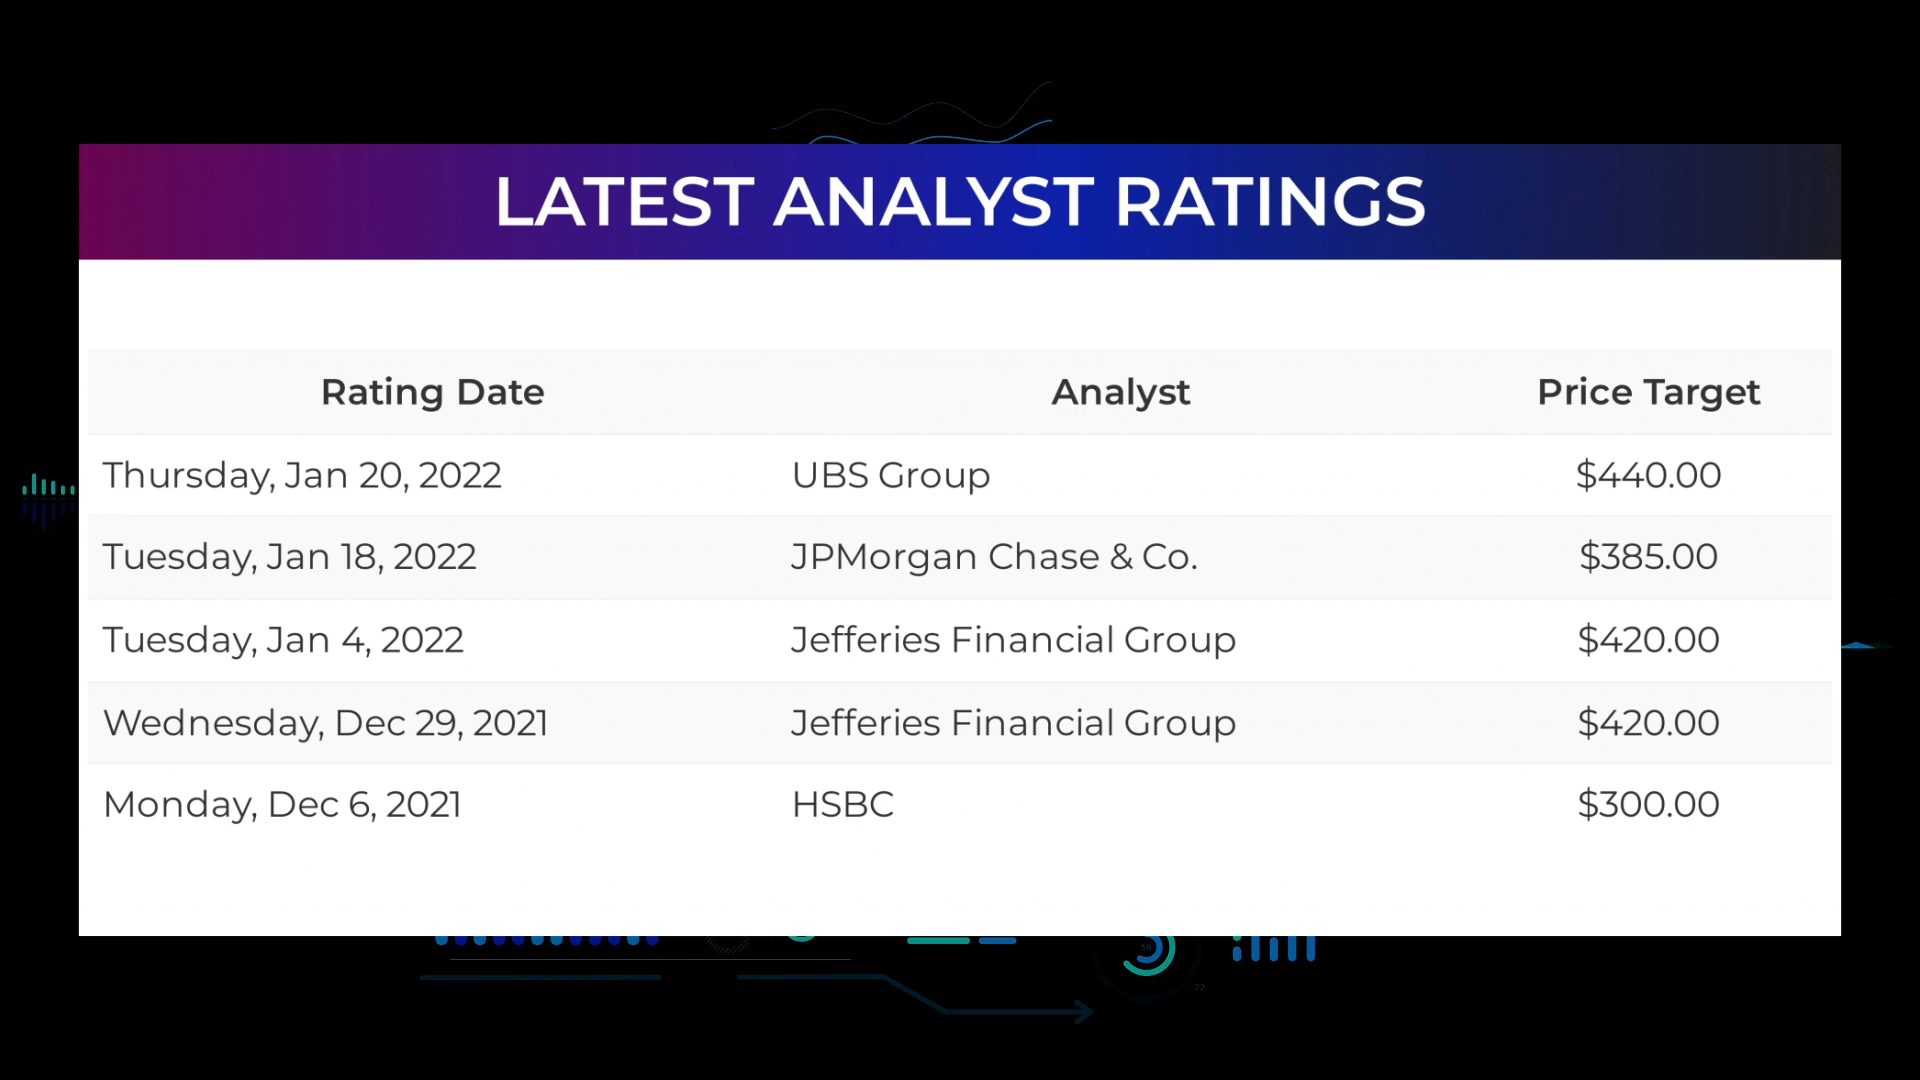 LATEST ANALYST RATINGS
Rating Date Analyst Price Target
Thursday, Jan 20, 2022 UBS Group $440.00
Tuesday, Jan 18, 2022 JPMorgan Chase & Co. $385.00
Tuesday, Jan 4, 2022 Jefferies Financial Group $420.00
Wednesday, Dec 29, 2021 Jefferies Financial Group $420.00
Monday, Dec 6, 2021 HSBC $300.00
72